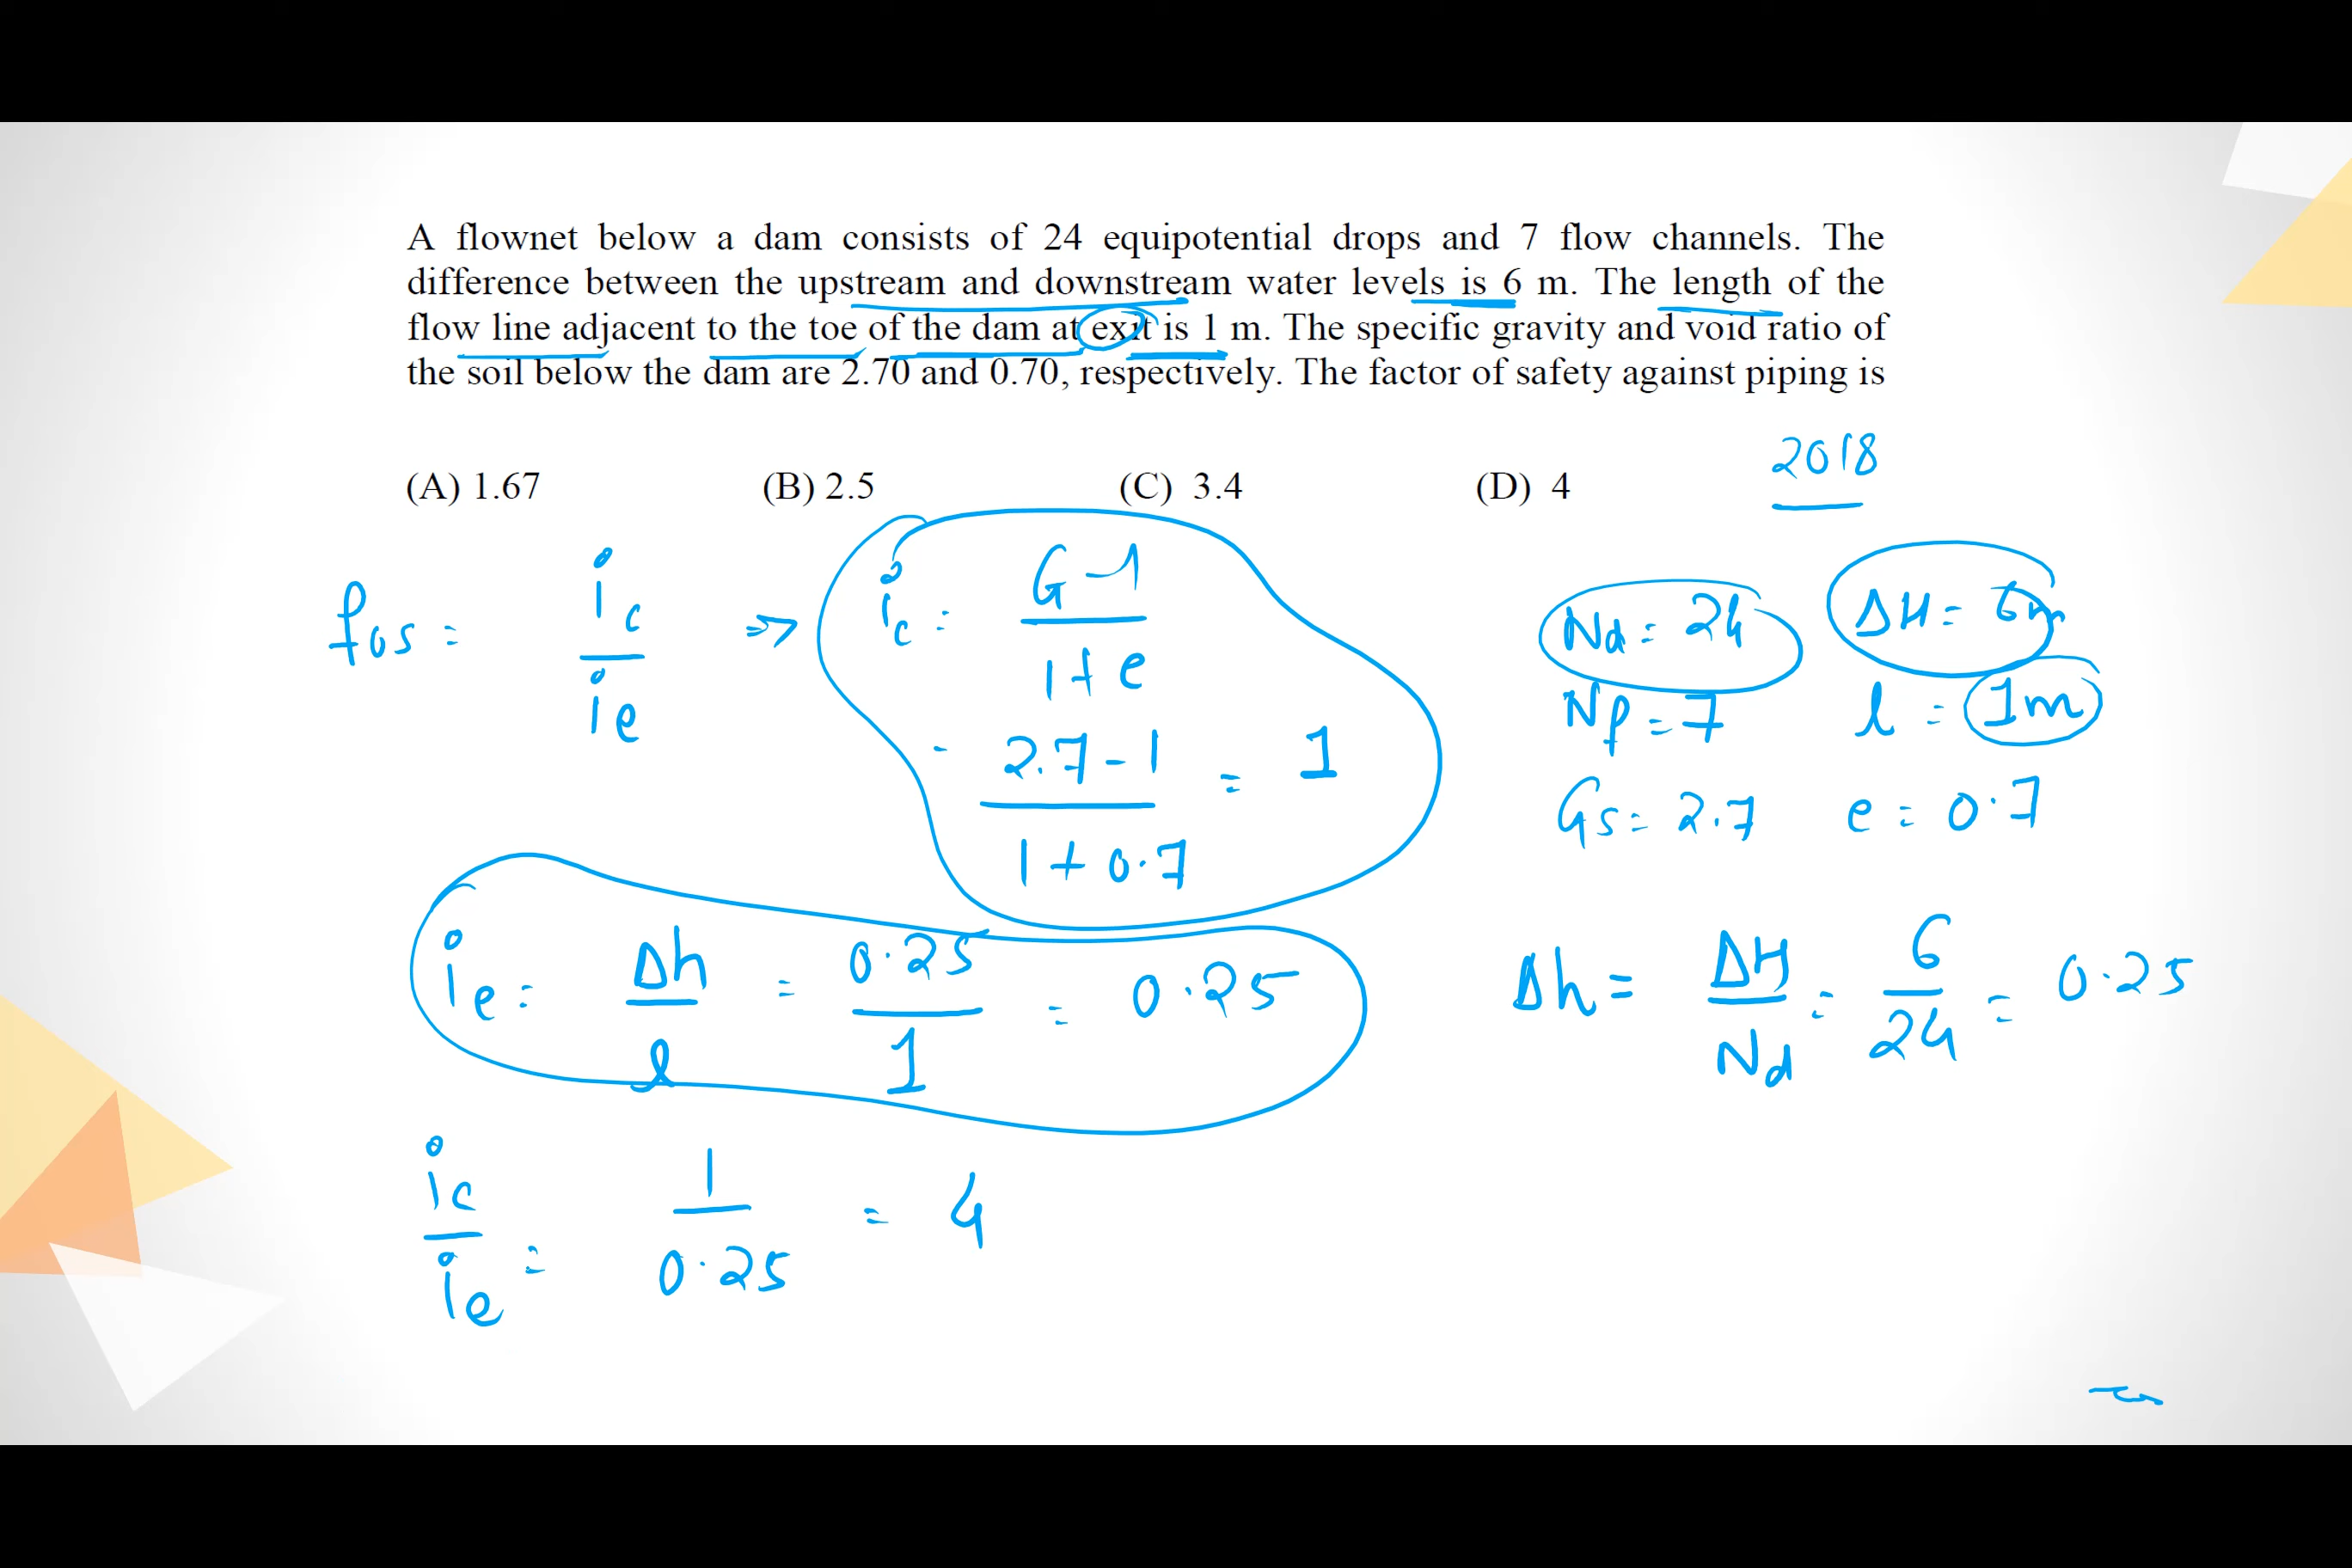 A flownet below a dam consists of 24 equipotential drops and 7 flow channels. The
difference between the upstream and downstream water levels is 6 m. The length of the
flow line adjacent to the toe of the dam at exit is 1 m. The specific gravity and void ratio of
the soil below the dam are 2.70 and 0.70, respectively. The factor of safety against piping is
2018
(A) 1.67 (B) 2.5 (C) 3.4 (D) 4
fos = ic / ie => ic = G-1 / 1+e
= 2.7-1 / 1+0.7 = 1
Nd = 24 ΔH = 6m
Nf = 7 l = 1m
Gs = 2.7 e = 0.7
ie = Δh / l = 0.25 / 1 = 0.25
Δh = ΔH / Nd = 6 / 24 = 0.25
ic / ie = 1 / 0.25 = 4